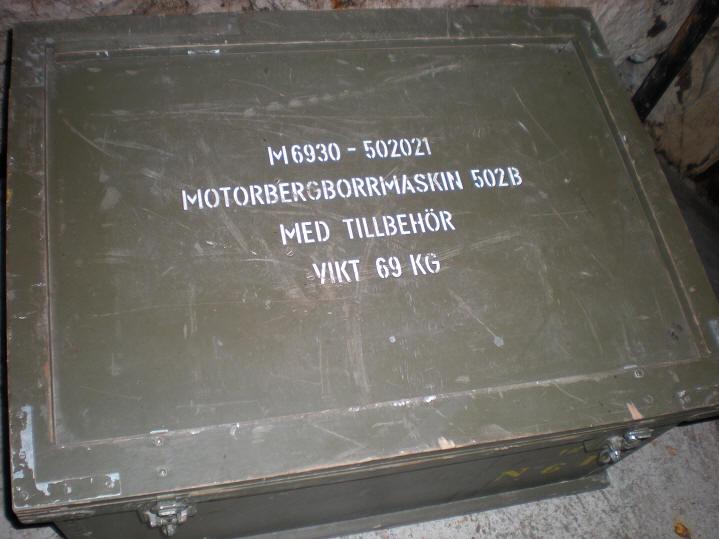 M6930-502021
MOTORBERGBORRMASKIN 502B
MED TILLBEHÖR
VIKT 69 KG